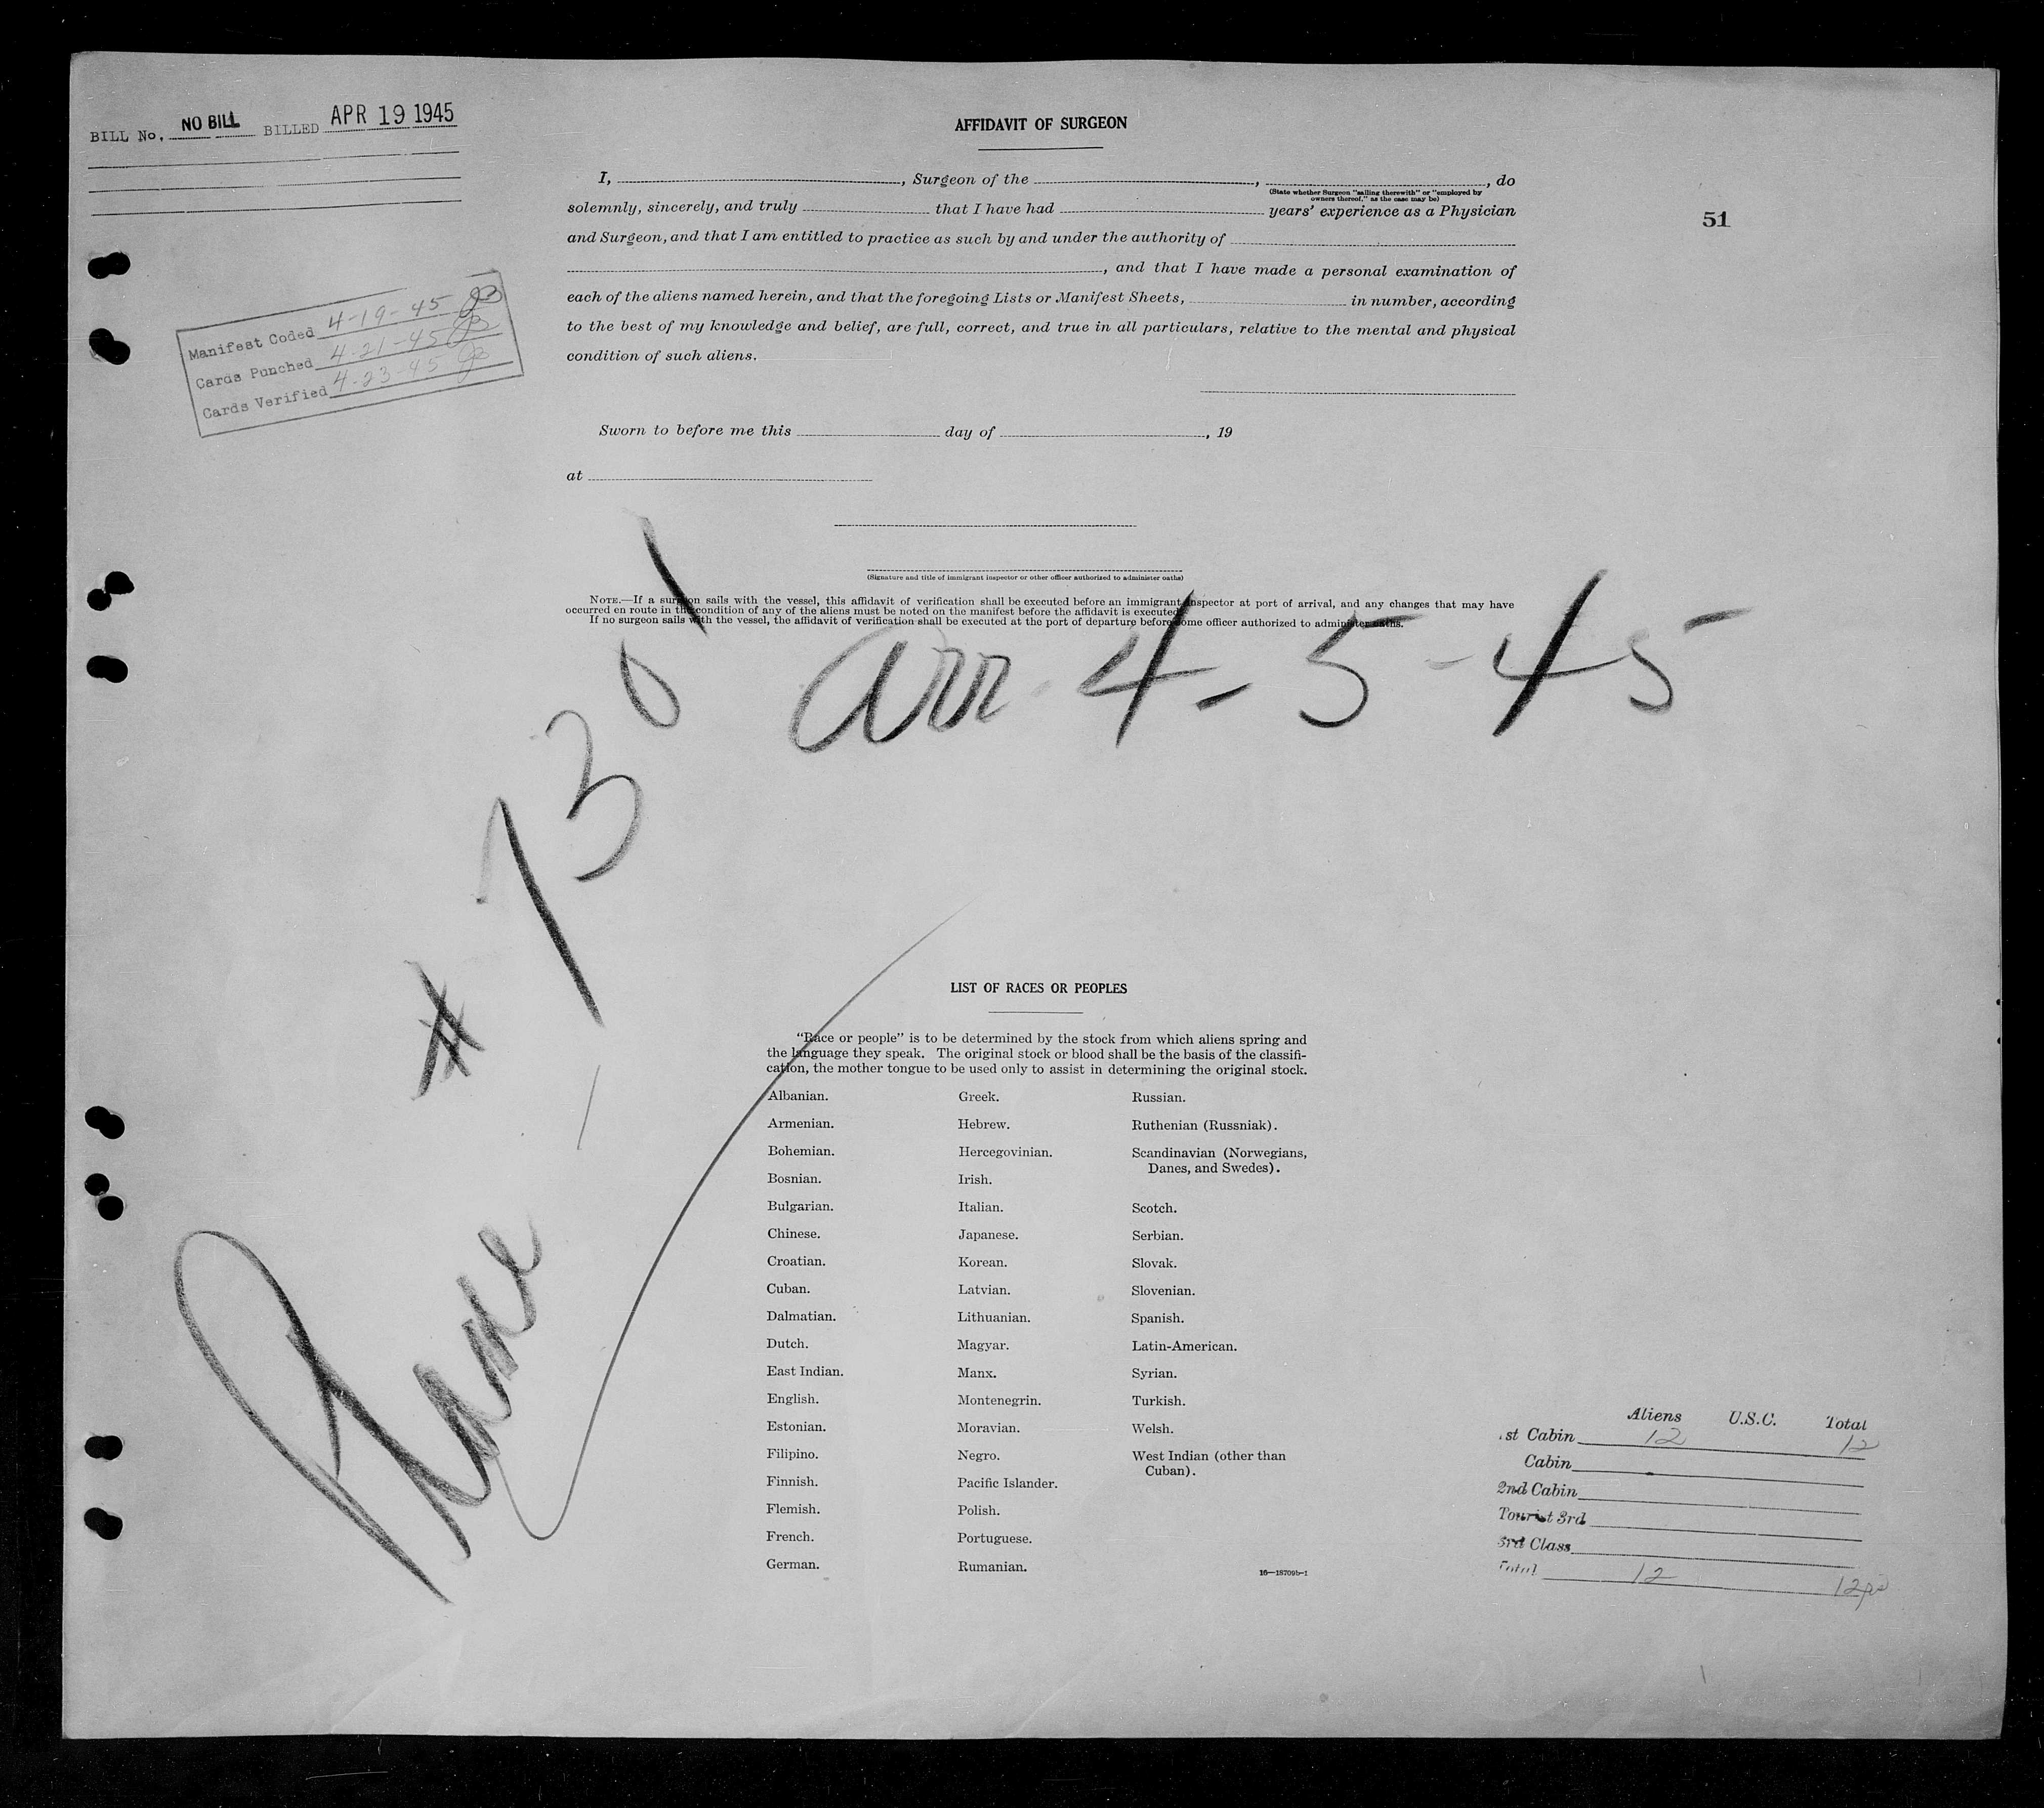 BILL No. NO BILL BILLED APR 19 1945
AFFIDAVIT OF SURGEON
I, , Surgeon of the , , do
(State whether Surgeon "sailing therewith" or "employed by
owners thereof," as the case may be)
solemnly, sincerely, and truly that I have had years' experience as a Physician
and Surgeon, and that I am entitled to practice as such by and under the authority of
, and that I have made a personal examination of
each of the aliens named herein, and that the foregoing Lists or Manifest Sheets, in number, according
to the best of my knowledge and belief, are full, correct, and true in all particulars, relative to the mental and physical
condition of such aliens.
51
Manifest Coded 4-19-45
Cards Punched 4-21-45
Cards Verified 4-23-45
Sworn to before me this day of , 19
at
(Signature and title of immigrant inspector or other officer authorized to administer oaths)
NOTE.—If a surgeon sails with the vessel, this affidavit of verification shall be executed before an immigrant inspector at port of arrival, and any changes that may have
occurred en route in the condition of any of the aliens must be noted on the manifest before the affidavit is executed.
If no surgeon sails with the vessel, the affidavit of verification shall be executed at the port of departure before some officer authorized to administer oaths.
arr 4-5-45
Plane # 7301
LIST OF RACES OR PEOPLES
"Race or people" is to be determined by the stock from which aliens spring and
the language they speak. The original stock or blood shall be the basis of the classifi-
cation, the mother tongue to be used only to assist in determining the original stock.
Albanian.
Armenian.
Bohemian.
Bosnian.
Bulgarian.
Chinese.
Croatian.
Cuban.
Dalmatian.
Dutch.
East Indian.
English.
Estonian.
Filipino.
Finnish.
Flemish.
French.
German.
Greek.
Hebrew.
Hercegovinian.
Irish.
Italian.
Japanese.
Korean.
Latvian.
Lithuanian.
Magyar.
Manx.
Montenegrin.
Moravian.
Negro.
Pacific Islander.
Polish.
Portuguese.
Rumanian.
Russian.
Ruthenian (Russniak).
Scandinavian (Norwegians,
Danes, and Swedes).
Scotch.
Serbian.
Slovak.
Slovenian.
Spanish.
Latin-American.
Syrian.
Turkish.
Welsh.
West Indian (other than
Cuban).
16—18709b-1
Aliens U.S.C. Total
1st Cabin 12 12
Cabin
2nd Cabin
Tourist 3rd
3rd Class
Total 12 12